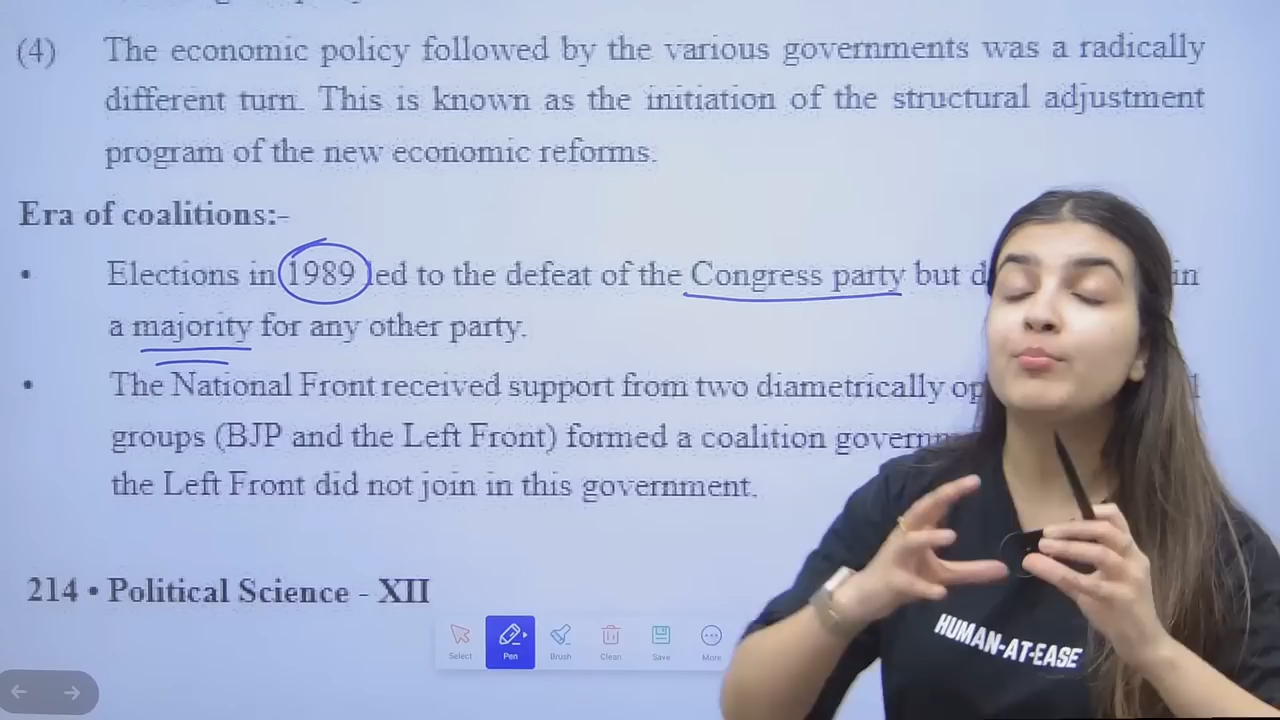 (4) The economic policy followed by the various governments was a radically
different turn. This is known as the initiation of the structural adjustment
program of the new economic reforms.
Era of coalitions:-
• Elections in 1989 led to the defeat of the Congress party but in
a majority for any other party.
• The National Front received support from two diametrically
groups (BJP and the Left Front) formed a coalition
the Left Front did not join in this government.
214 • Political Science - XII
Select Pen Brush Clean Save More
HUMAN-AT-EASE